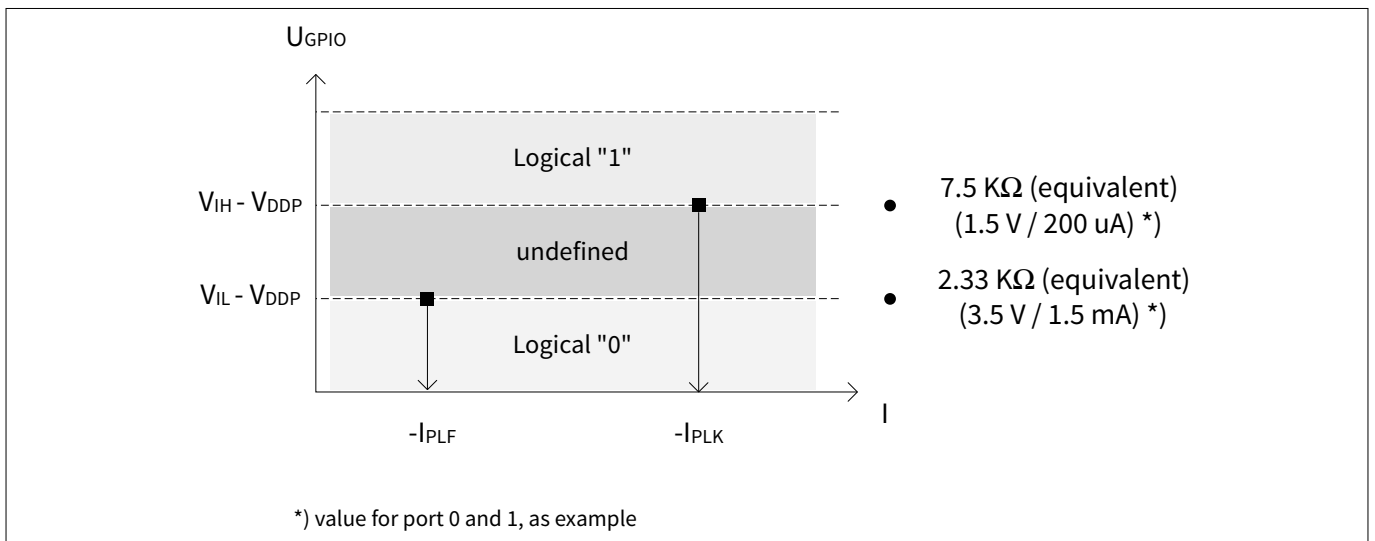 UGPIO
Logical "1"
VIH - VDDP
7.5 KΩ (equivalent)
(1.5 V / 200 uA) *)
undefined
VIL - VDDP
2.33 KΩ (equivalent)
(3.5 V / 1.5 mA) *)
Logical "0"
I
-IPLF
-IPLK
*) value for port 0 and 1, as example